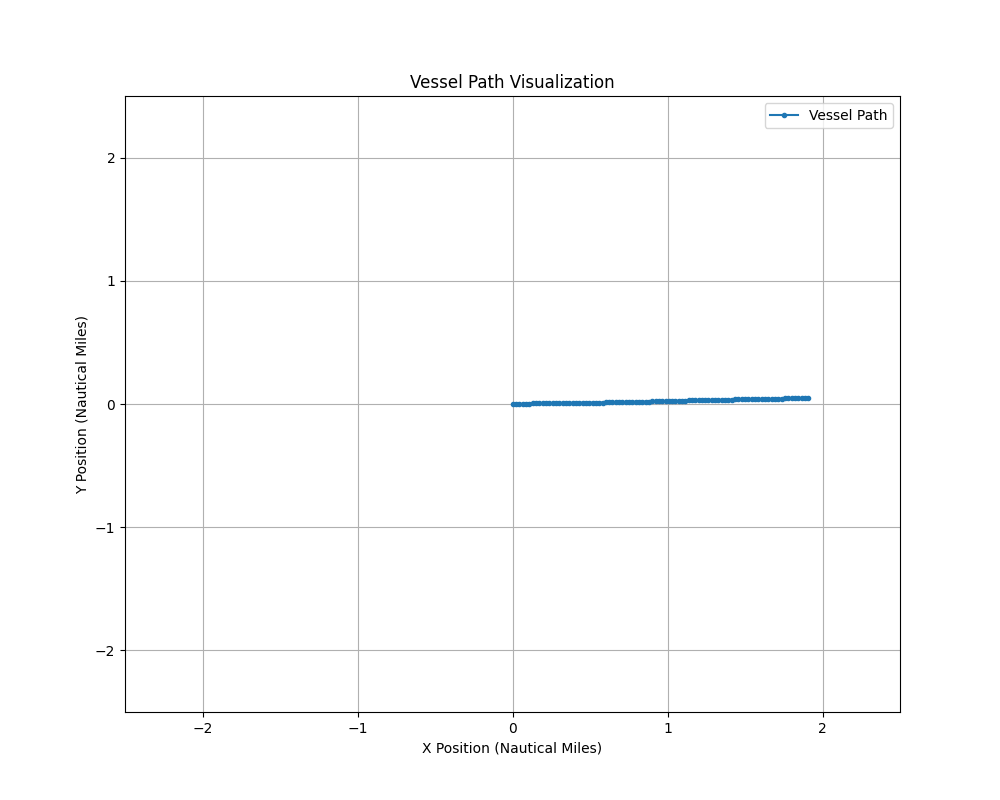 Vessel Path Visualization
Vessel Path
2
1
0
−1
−2
Y Position (Nautical Miles)
−2
−1
0
1
2
X Position (Nautical Miles)